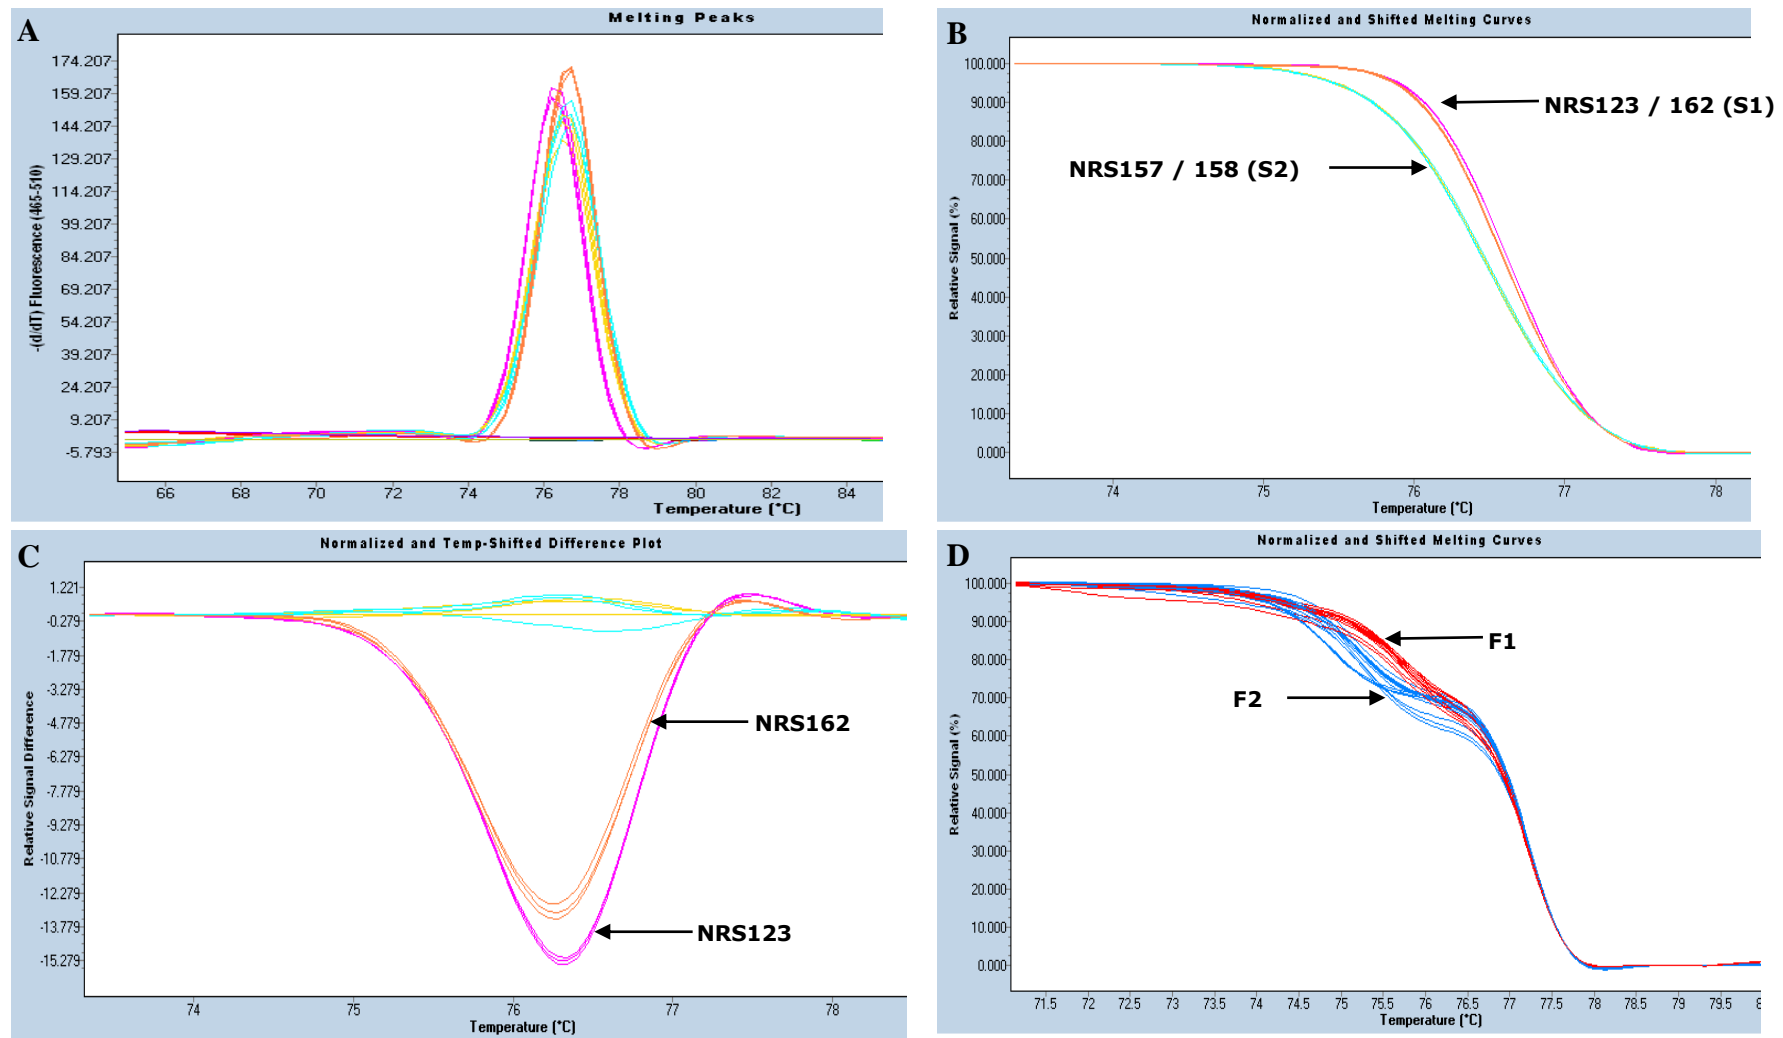 A
Melting Peaks
174.207
159.207
144.207
129.207
114.207
99.207
84.207
69.207
54.207
39.207
24.207
9.207
-5.793
-(d/dT) Fluorescence (465-510)
66 68 70 72 74 76 78 80 82 84
Temperature (°C)
B
Normalized and Shifted Melting Curves
100.000
90.000
80.000
70.000
60.000
50.000
40.000
30.000
20.000
10.000
0.000
Relative Signal (%)
NRS123 / 162 (S1)
NRS157 / 158 (S2)
74 75 76 77 78
Temperature (°C)
C
Normalized and Temp-Shifted Difference Plot
1.221
-0.279
-1.779
-3.279
-4.779
-6.279
-7.779
-9.279
-10.779
-12.279
-13.779
-15.279
Relative Signal Difference
NRS162
NRS123
74 75 76 77 78
Temperature (°C)
D
Normalized and Shifted Melting Curves
100.000
90.000
80.000
70.000
60.000
50.000
40.000
30.000
20.000
10.000
0.000
Relative Signal (%)
F1
F2
71.5 72 72.5 73 73.5 74 74.5 75 75.5 76 76.5 77 77.5 78 78.5 79 79.5
Temperature (°C)